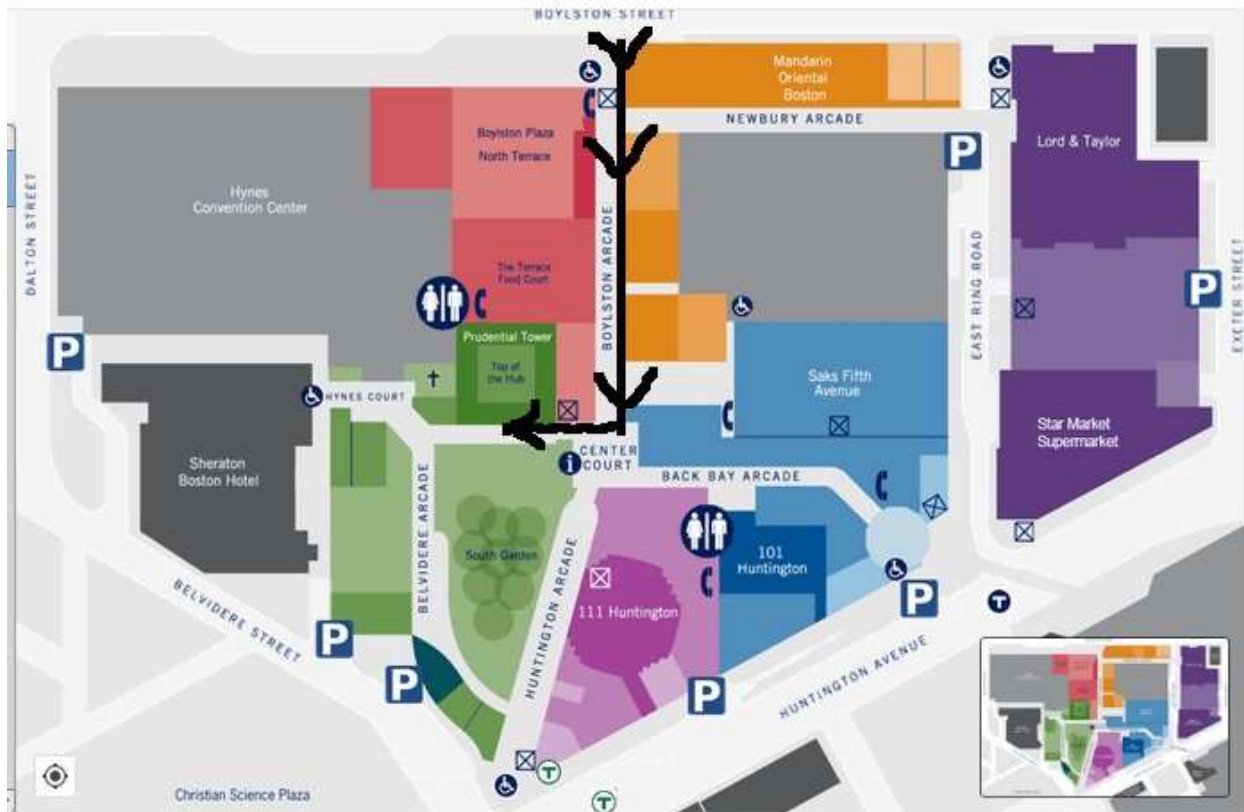 BOYLSTON STREET
Mandarin
Oriental
Boston
NEWBURY ARCADE
Boylston Plaza
North Terrace
P
Lord & Taylor
Hynes
Convention Center
DALTON STREET
BOYLSTON ARCADE
EAST RING ROAD
EXETER STREET
The Terrace
Food Court
P
P
Prudential Tower
Top of
the Hub
Saks Fifth
Avenue
HYNES COURT
Star Market
Supermarket
i
CENTER
COURT
Sheraton
Boston Hotel
BACK BAY ARCADE
BELVIDERE ARCADE
South Garden
HUNTINGTON ARCADE
101
Huntington
111 Huntington
BELVIDERE STREET
P
P
T
P
P
HUNTINGTON AVENUE
T
T
Christian Science Plaza